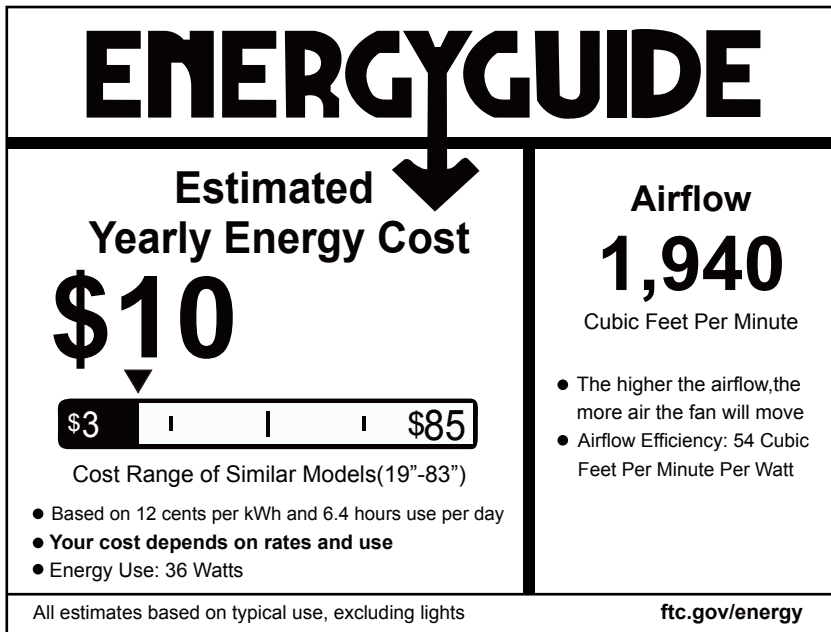 ENERGYGUIDE
Estimated
Yearly Energy Cost
$10
$3
$85
Cost Range of Similar Models(19”-83”)
● Based on 12 cents per kWh and 6.4 hours use per day
● Your cost depends on rates and use
● Energy Use: 36 Watts
Airflow
1,940
Cubic Feet Per Minute
● The higher the airflow,the
more air the fan will move
● Airflow Efficiency: 54 Cubic
Feet Per Minute Per Watt
All estimates based on typical use, excluding lights
ftc.gov/energy